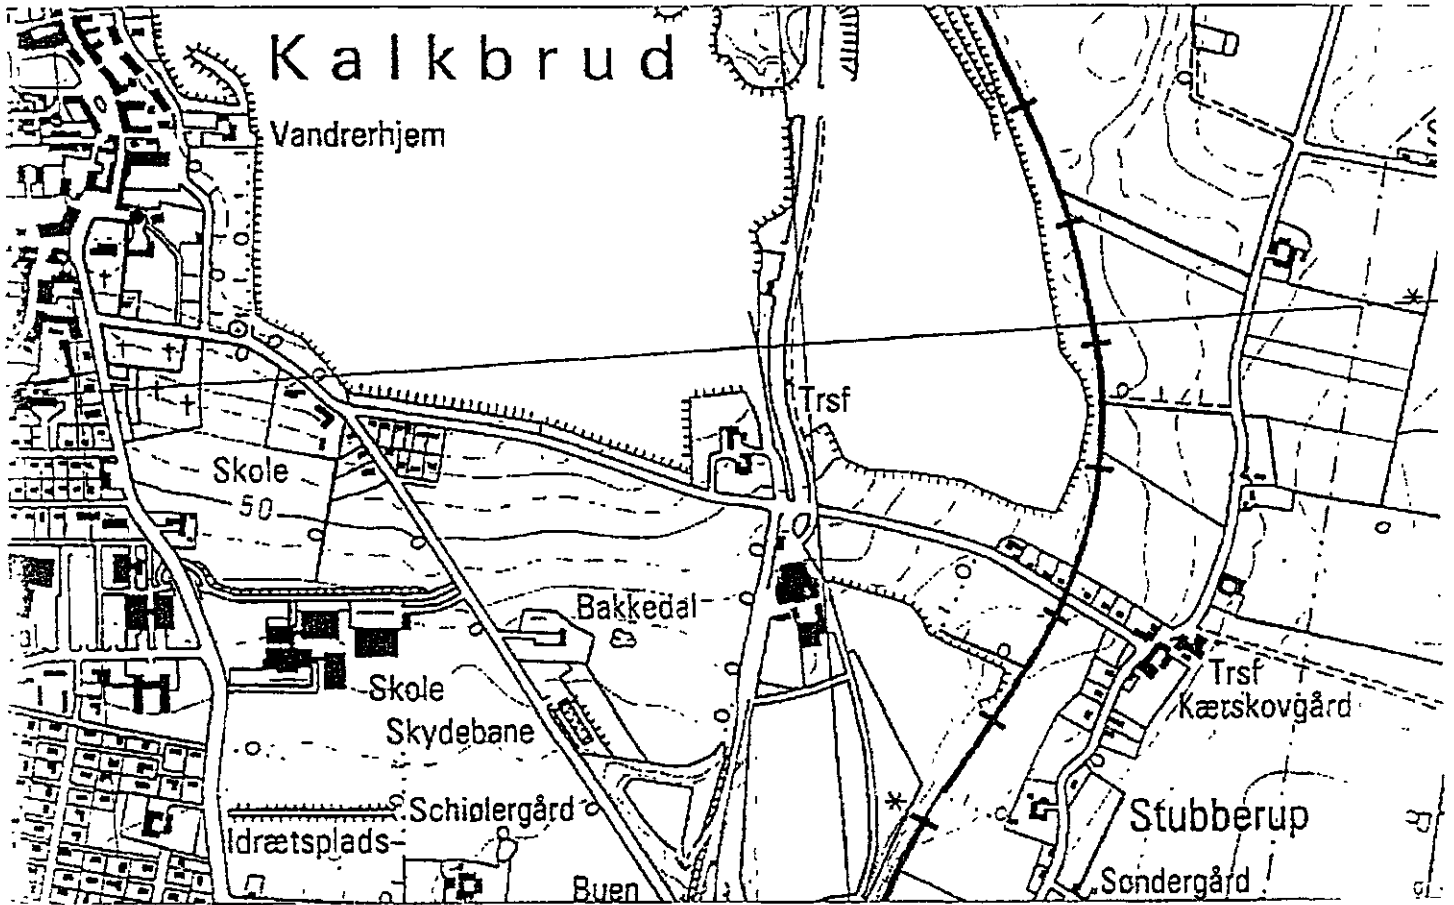 Kalkbrud
Vandrerhjem
Trsf
Skole
50
Bakkedal
Skole
Skydebane
Trsf
Kærskovgård
Schiølergård
Stubberup
Idrætsplads
Buen
Søndergård